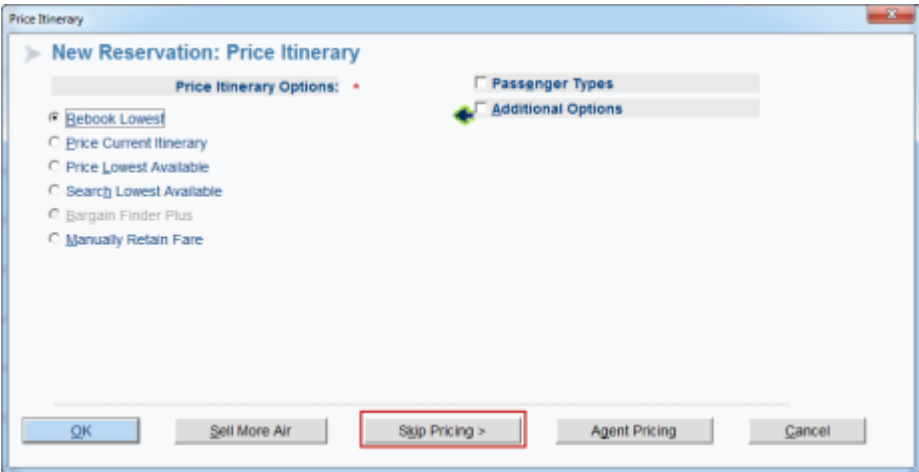 Price Itinerary
New Reservation: Price Itinerary
Price Itinerary Options: *
Passenger Types
Additional Options
Rebook Lowest
Price Current Itinerary
Price Lowest Available
Search Lowest Available
Bargain Finder Plus
Manually Retain Fare
OK
Sell More Air
Skip Pricing >
Agent Pricing
Cancel